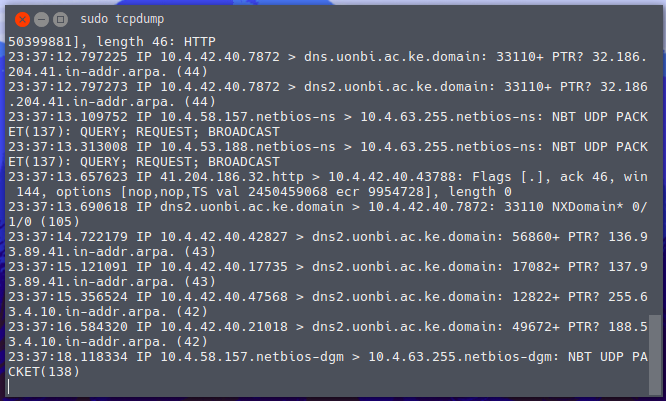 sudo tcpdump
50399881], length 46: HTTP
23:37:12.797225 IP 10.4.42.40.7872 > dns.uonbi.ac.ke.domain: 33110+ PTR? 32.186.
204.41.in-addr.arpa. (44)
23:37:12.797273 IP 10.4.42.40.7872 > dns2.uonbi.ac.ke.domain: 33110+ PTR? 32.186
.204.41.in-addr.arpa. (44)
23:37:13.109752 IP 10.4.58.157.netbios-ns > 10.4.63.255.netbios-ns: NBT UDP PACK
ET(137): QUERY; REQUEST; BROADCAST
23:37:13.313008 IP 10.4.53.188.netbios-ns > 10.4.63.255.netbios-ns: NBT UDP PACK
ET(137): QUERY; REQUEST; BROADCAST
23:37:13.657623 IP 41.204.186.32.http > 10.4.42.40.43788: Flags [.], ack 46, win
 144, options [nop,nop,TS val 2450459068 ecr 9954728], length 0
23:37:13.690618 IP dns2.uonbi.ac.ke.domain > 10.4.42.40.7872: 33110 NXDomain* 0/
1/0 (105)
23:37:14.722179 IP 10.4.42.40.42827 > dns2.uonbi.ac.ke.domain: 56860+ PTR? 136.9
3.89.41.in-addr.arpa. (43)
23:37:15.121091 IP 10.4.42.40.17735 > dns2.uonbi.ac.ke.domain: 17082+ PTR? 137.9
3.89.41.in-addr.arpa. (43)
23:37:15.356524 IP 10.4.42.40.47568 > dns2.uonbi.ac.ke.domain: 12822+ PTR? 255.6
3.4.10.in-addr.arpa. (42)
23:37:16.584320 IP 10.4.42.40.21018 > dns2.uonbi.ac.ke.domain: 49672+ PTR? 188.5
3.4.10.in-addr.arpa. (42)
23:37:18.118334 IP 10.4.58.157.netbios-dgm > 10.4.63.255.netbios-dgm: NBT UDP PA
CKET(138)